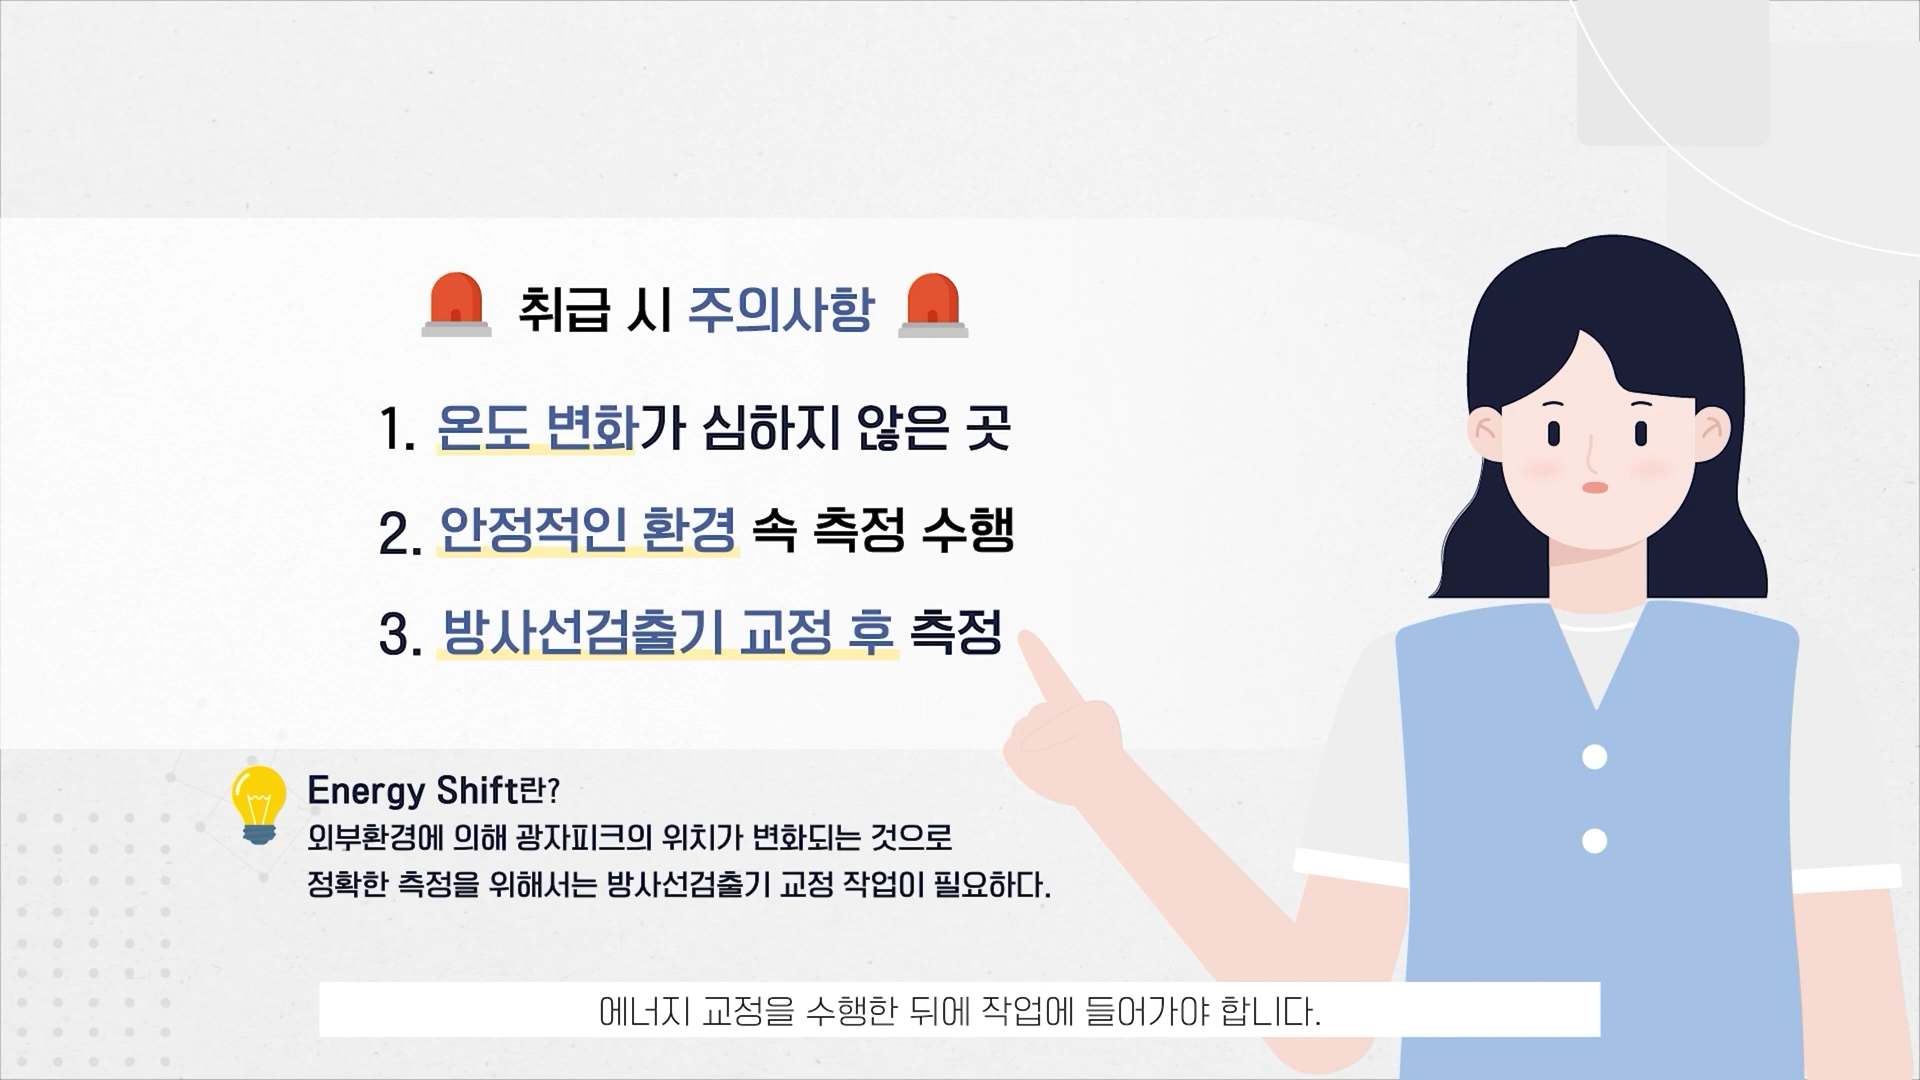 취급 시 주의사항
1. 온도 변화가 심하지 않은 곳
2. 안정적인 환경 속 측정 수행
3. 방사선검출기 교정 후 측정
Energy Shift란?
외부환경에 의해 광자피크의 위치가 변화되는 것으로
정확한 측정을 위해서는 방사선검출기 교정 작업이 필요하다.
에너지 교정을 수행한 뒤에 작업에 들어가야 합니다.